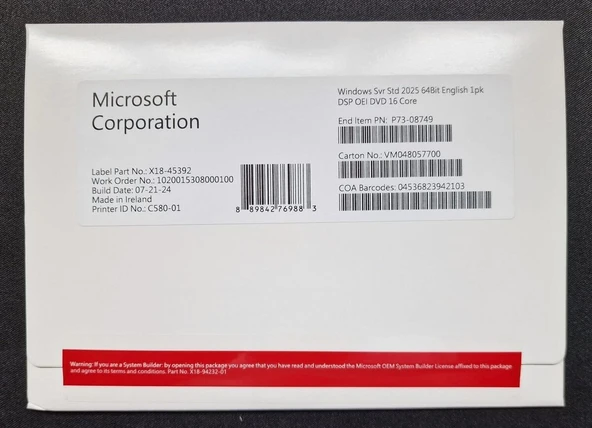 Microsoft
Corporation
Label Part No.: X18-45392
Work Order No.: 1020015308000100
Build Date: 07-21-24
Made in Ireland
Printer ID No.: C580-01
8 89842 76988 3
Windows Svr Std 2025 64Bit English 1pk
DSP OEI DVD 16 Core
End Item PN: P73-08749
Carton No.: VM048057700
COA Barcodes: 04536823942103
Warning: If you are a System Builder: by opening this package you agree that you have read and understood the Microsoft OEM System Builder License affixed to this package
and agree to its terms and conditions. Part No. X18-94232-01